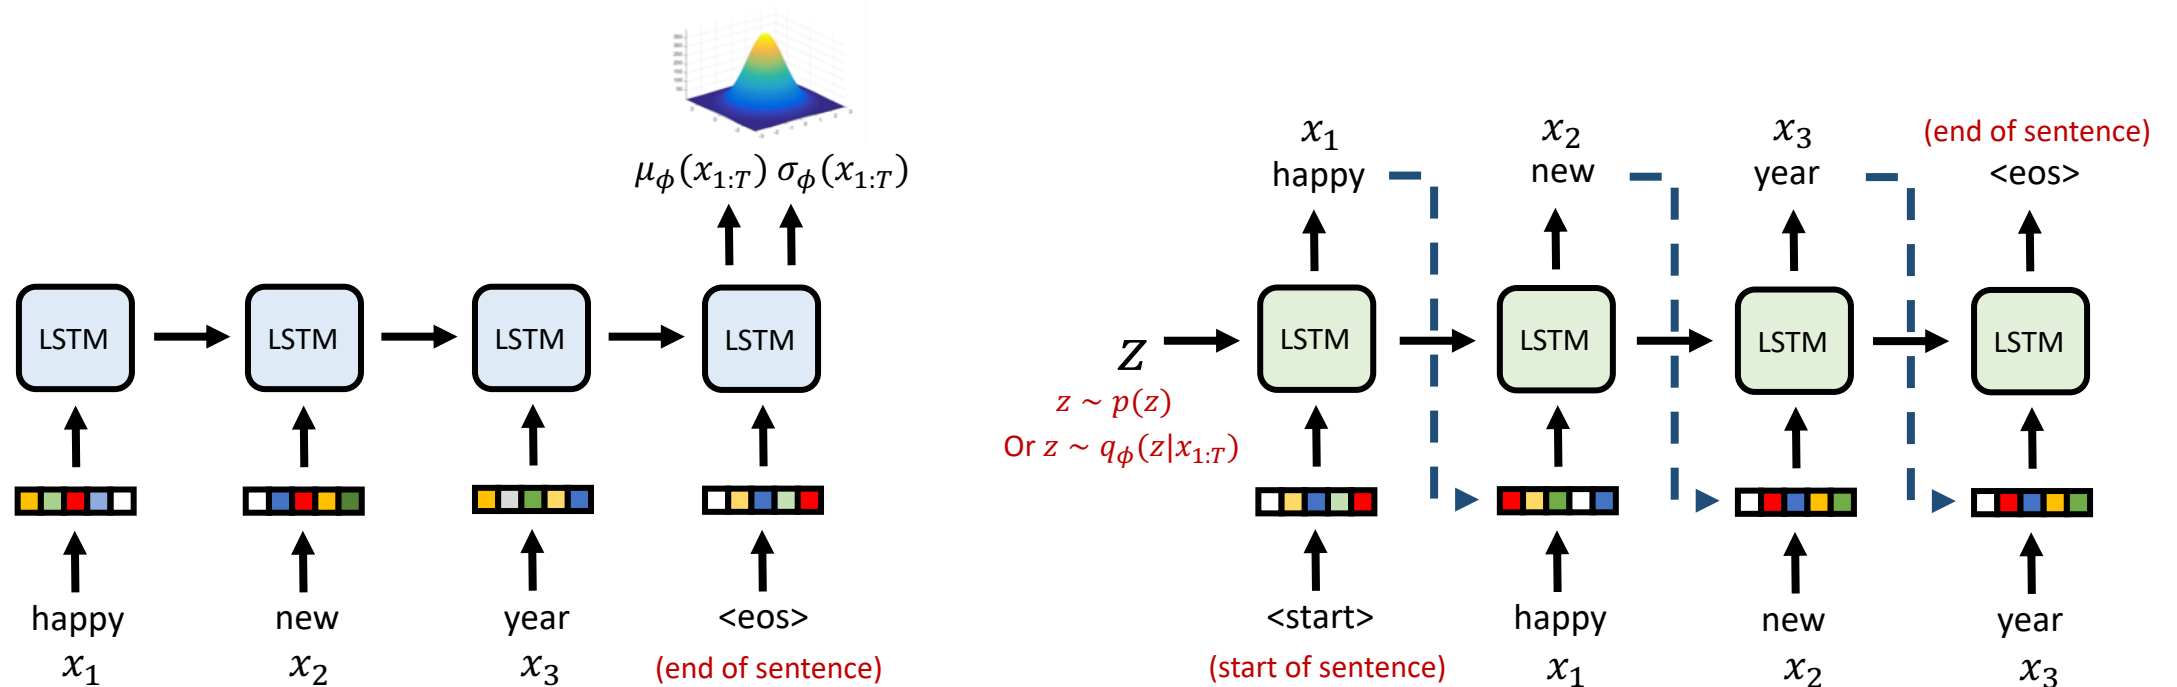 μ_ϕ(x_{1:T}) σ_ϕ(x_{1:T})
LSTM
LSTM
LSTM
LSTM
happy
new
year
<eos>
x_1
x_2
x_3
(end of sentence)
x_1
x_2
x_3
(end of sentence)
happy
new
year
<eos>
z
LSTM
LSTM
LSTM
LSTM
z ~ p(z)
Or z ~ q_ϕ(z|x_{1:T})
<start>
happy
new
year
(start of sentence)
x_1
x_2
x_3